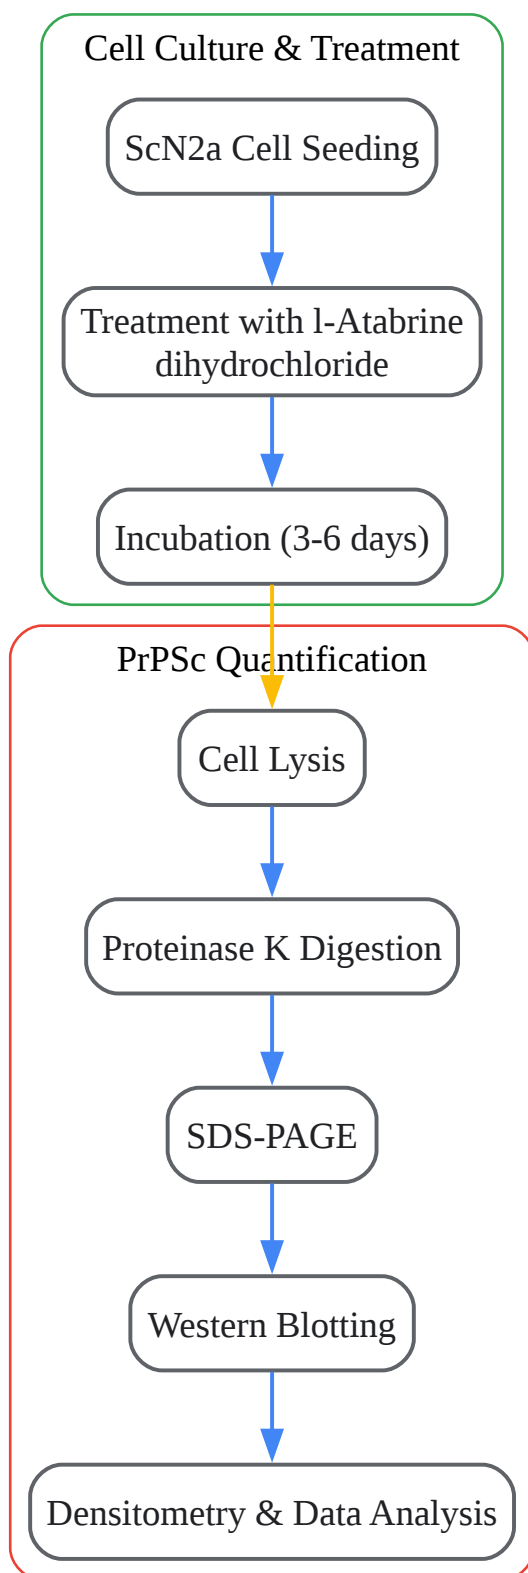 Cell Culture & Treatment
ScN2a Cell Seeding
Treatment with l-Atabrine
dihydrochloride
Incubation (3-6 days)
PrPSc Quantification
Cell Lysis
Proteinase K Digestion
SDS-PAGE
Western Blotting
Densitometry & Data Analysis